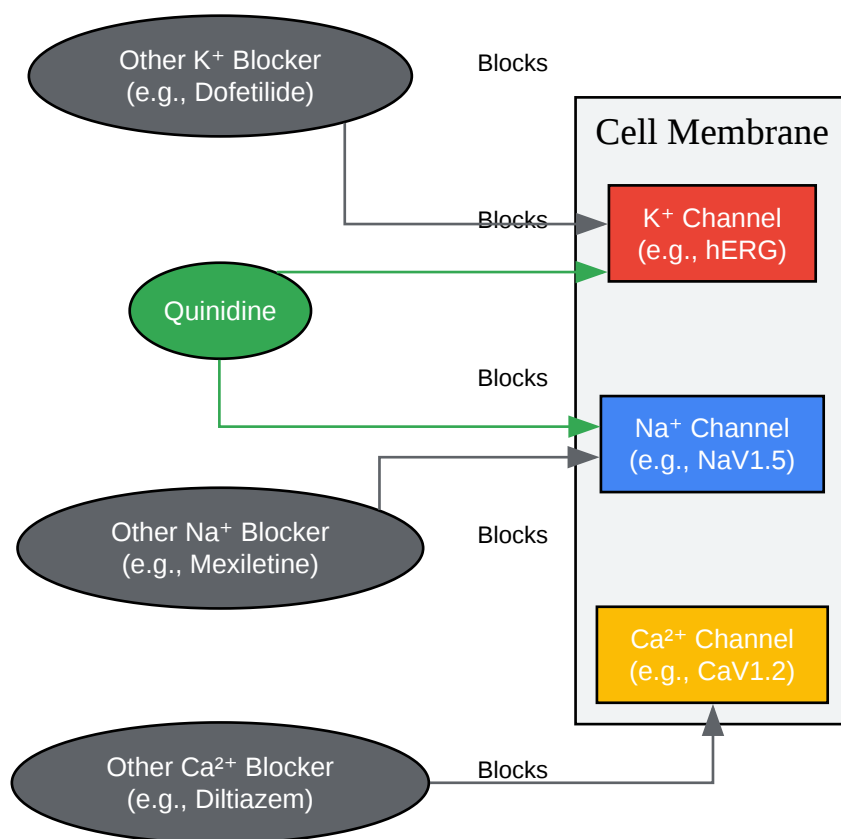 Other K⁺ Blocker
(e.g., Dofetilide)
Blocks
Cell Membrane
Blocks
K⁺ Channel
(e.g., hERG)
Quinidine
Blocks
Na⁺ Channel
(e.g., NaV1.5)
Other Na⁺ Blocker
(e.g., Mexiletine)
Blocks
Ca²⁺ Channel
(e.g., CaV1.2)
Other Ca²⁺ Blocker
(e.g., Diltiazem)
Blocks